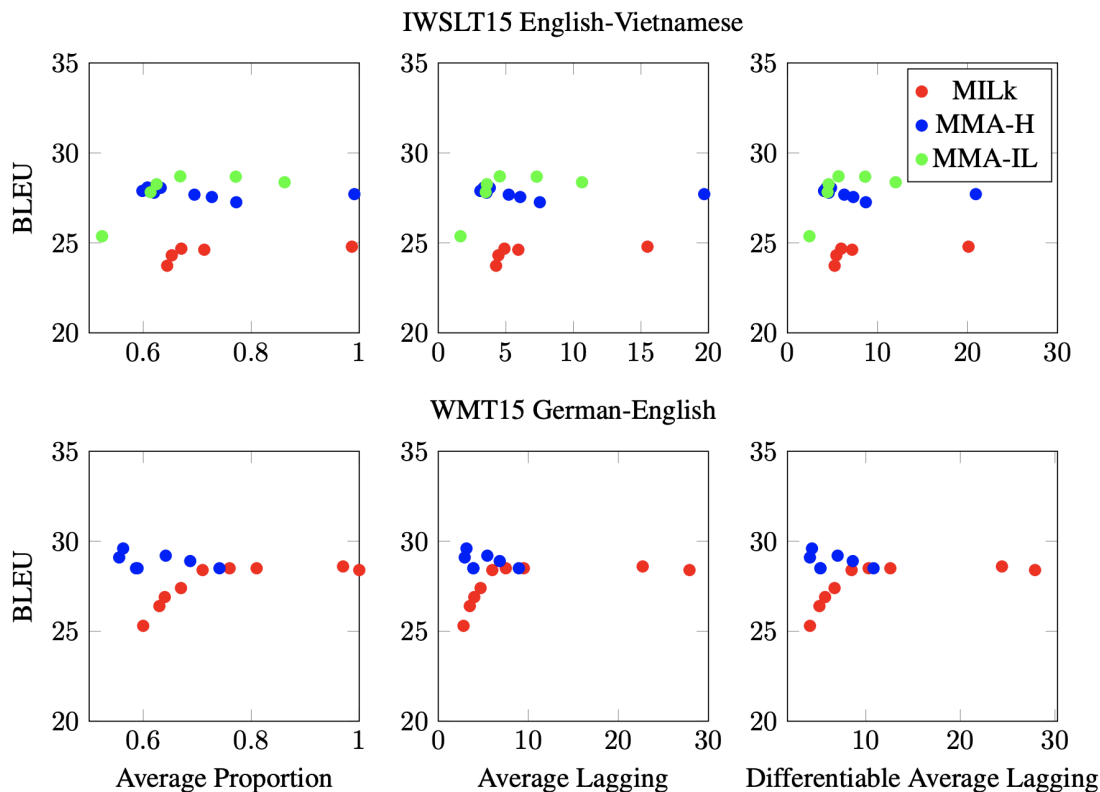 IWSLT15 English-Vietnamese
BLEU
35
30
25
20
0.6 0.8 1
35
30
25
20
0 5 10 15 20
35
30
25
20
0 10 20 30
MILk
MMA-H
MMA-IL
WMT15 German-English
BLEU
35
30
25
20
0.6 0.8 1
Average Proportion
35
30
25
20
0 10 20 30
Average Lagging
35
30
25
20
0 10 20 30
Differentiable Average Lagging